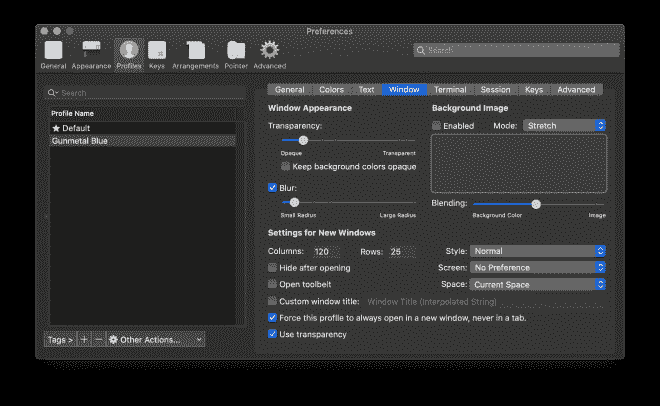 Preferences
General Appearance Profiles Keys Arrangements Pointer Advanced
Search
Search
Profile Name
★ Default
Gunmetal Blue
Tags > + − Other Actions...
General Colors Text Window Terminal Session Keys Advanced
Window Appearance
Transparency:
Opaque Transparent
Keep background colors opaque
Blur:
Small Radius Large Radius
Background Image
Enabled Mode: Stretch
Blending:
Background Color Image
Settings for New Windows
Columns: 120 Rows: 25 Style: Normal
Hide after opening Screen: No Preference
Open toolbelt Space: Current Space
Custom window title: Window Title (Interpolated String)
Force this profile to always open in a new window, never in a tab.
Use transparency